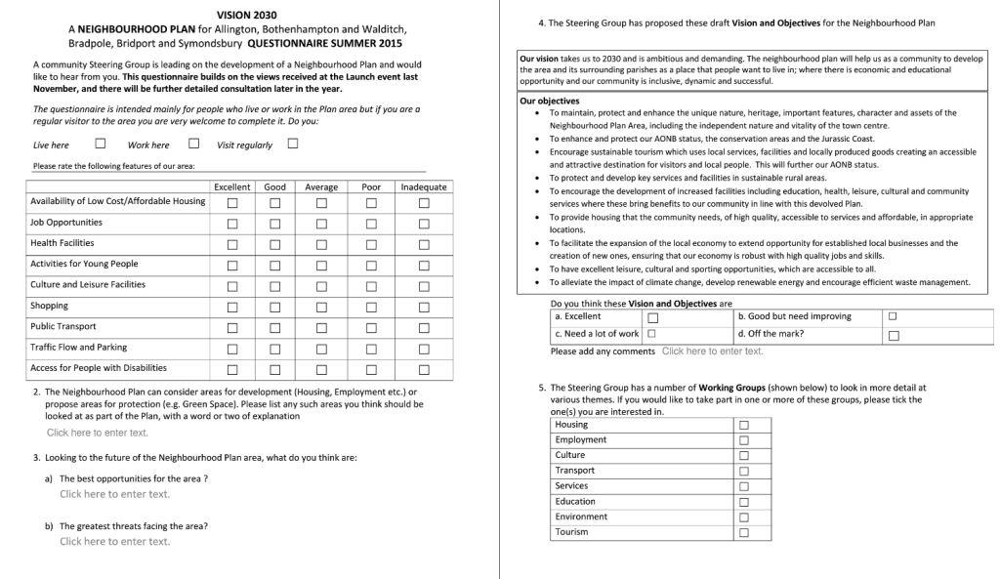 VISION 2030
A NEIGHBOURHOOD PLAN for Allington, Bothenhampton and Walditch,
Bradpole, Bridport and Symondsbury QUESTIONNAIRE SUMMER 2015
A community Steering Group is leading on the development of a Neighbourhood Plan and would
like to hear from you. This questionnaire builds on the views received at the Launch event last
November, and there will be further detailed consultation later in the year.
The questionnaire is intended mainly for people who live or work in the Plan area but if you are a
regular visitor to the area you are very welcome to complete it. Do you:
Live here ☐ Work here ☐ Visit regularly ☐
Please rate the following features of our area:
Excellent Good Average Poor Inadequate
Availability of Low Cost/Affordable Housing ☐ ☐ ☐ ☐ ☐
Job Opportunities ☐ ☐ ☐ ☐ ☐
Health Facilities ☐ ☐ ☐ ☐ ☐
Activities for Young People ☐ ☐ ☐ ☐ ☐
Culture and Leisure Facilities ☐ ☐ ☐ ☐ ☐
Shopping ☐ ☐ ☐ ☐ ☐
Public Transport ☐ ☐ ☐ ☐ ☐
Traffic Flow and Parking ☐ ☐ ☐ ☐ ☐
Access for People with Disabilities ☐ ☐ ☐ ☐ ☐
2. The Neighbourhood Plan can consider areas for development (Housing, Employment etc.) or
propose areas for protection (e.g. Green Space). Please list any such areas you think should be
looked at as part of the Plan, with a word or two of explanation
Click here to enter text.
3. Looking to the future of the Neighbourhood Plan area, what do you think are:
a) The best opportunities for the area ?
Click here to enter text.
b) The greatest threats facing the area?
Click here to enter text.
4. The Steering Group has proposed these draft Vision and Objectives for the Neighbourhood Plan
Our vision takes us to 2030 and is ambitious and demanding. The neighbourhood plan will help us as a community to develop
the area and its surrounding parishes as a place that people want to live in; where there is economic and educational
opportunity and our community is inclusive, dynamic and successful.
Our objectives
• To maintain, protect and enhance the unique nature, heritage, important features, character and assets of the
Neighbourhood Plan Area, including the independent nature and vitality of the town centre.
• To enhance and protect our AONB status, the conservation areas and the Jurassic Coast.
• Encourage sustainable tourism which uses local services, facilities and locally produced goods creating an accessible
and attractive destination for visitors and local people. This will further our AONB status.
• To protect and develop key services and facilities in sustainable rural areas.
• To encourage the development of increased facilities including education, health, leisure, cultural and community
services where these bring benefits to our community in line with this devolved Plan.
• To provide housing that the community needs, of high quality, accessible to services and affordable, in appropriate
locations.
• To facilitate the expansion of the local economy to extend opportunity for established local businesses and the
creation of new ones, ensuring that our economy is robust with high quality jobs and skills.
• To have excellent leisure, cultural and sporting opportunities, which are accessible to all.
• To alleviate the impact of climate change, develop renewable energy and encourage efficient waste management.
Do you think these Vision and Objectives are
a. Excellent ☐ b. Good but need improving ☐
c. Need a lot of work ☐ d. Off the mark? ☐
Please add any comments Click here to enter text.
5. The Steering Group has a number of Working Groups (shown below) to look in more detail at
various themes. If you would like to take part in one or more of these groups, please tick the
one(s) you are interested in.
Housing ☐
Employment ☐
Culture ☐
Transport ☐
Services ☐
Education ☐
Environment ☐
Tourism ☐